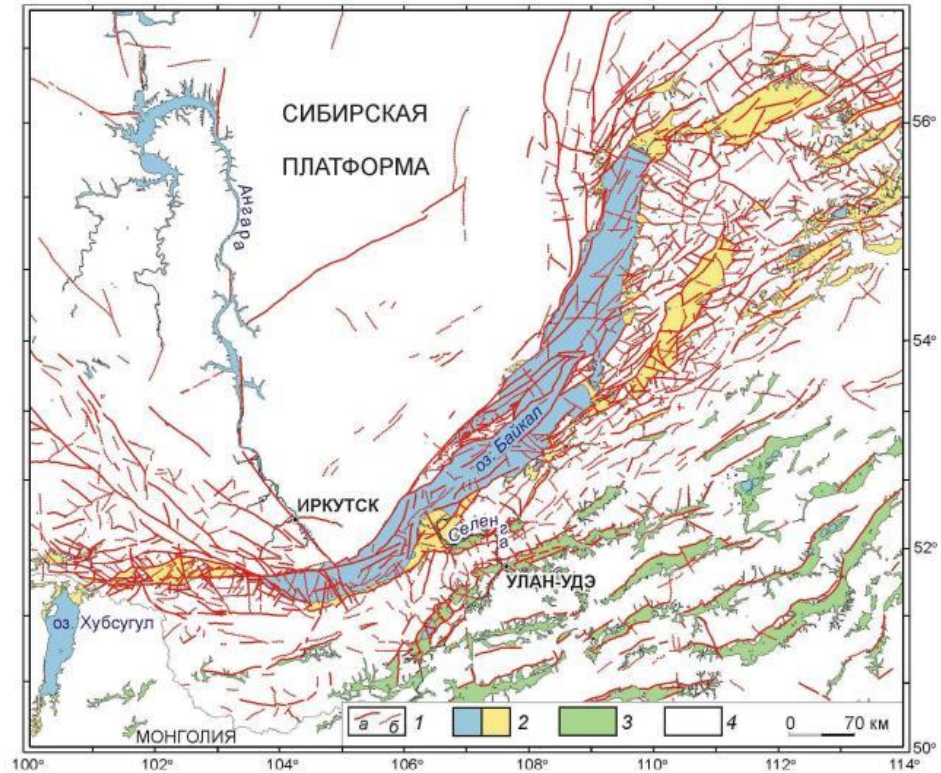 СИБИРСКАЯ
ПЛАТФОРМА
Ангара
оз. Байкал
ИРКУТСК
Селенга
УЛАН-УДЭ
оз. Хубсугул
МОНГОЛИЯ
а б 1 2 3 4 0 70 км
56°
54°
52°
50°
100° 102° 104° 106° 108° 110° 112° 114°